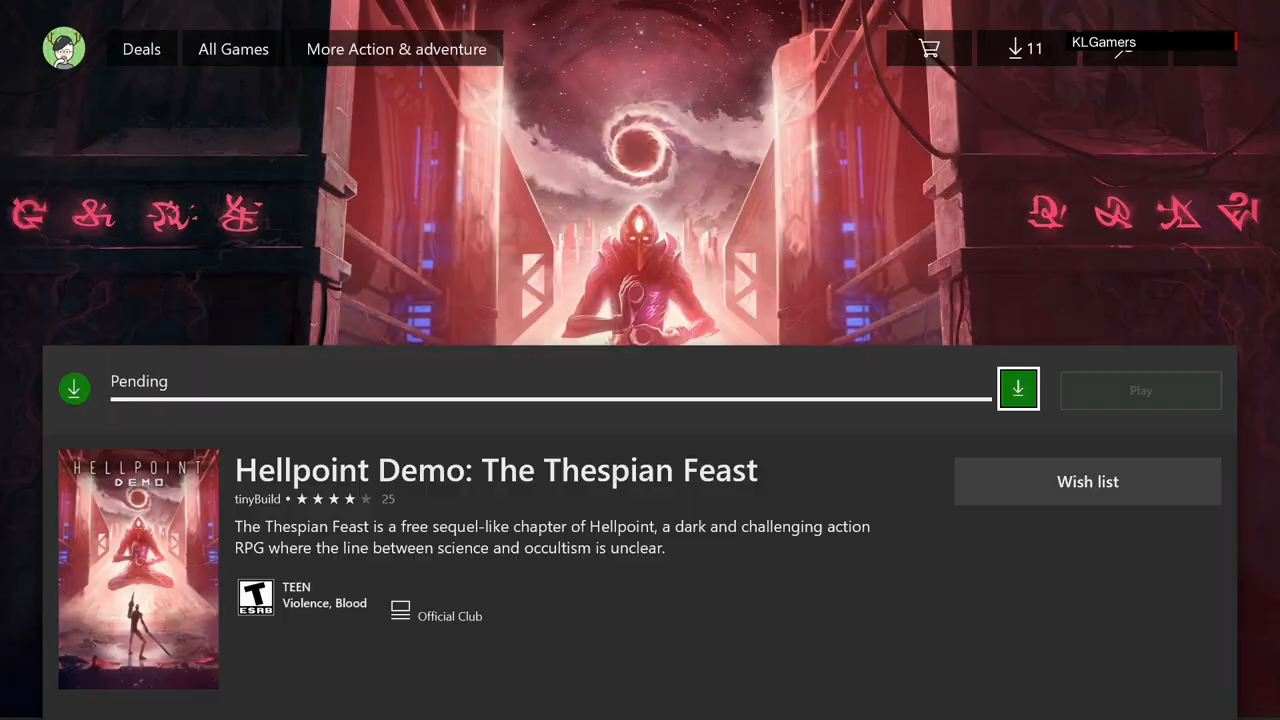 Deals
All Games
More Action & adventure
11
KLGamers
Pending
Play
HELLPOINT
DEMO
Hellpoint Demo: The Thespian Feast
tinyBuild • ★ ★ ★ ★ ★ 25
The Thespian Feast is a free sequel-like chapter of Hellpoint, a dark and challenging action
RPG where the line between science and occultism is unclear.
Wish list
T
ESRB
TEEN
Violence, Blood
Official Club